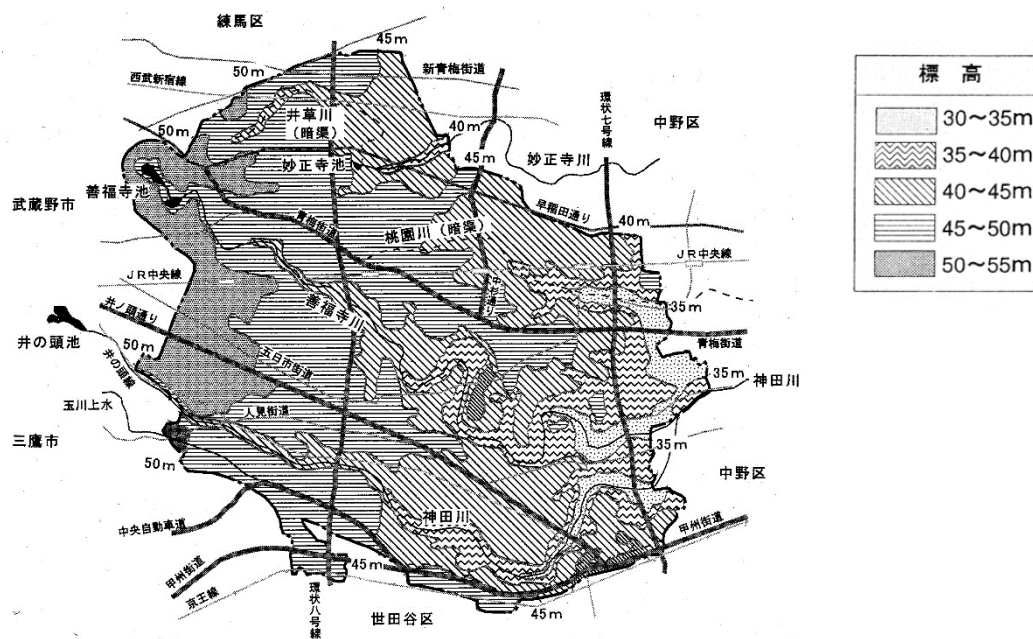 練馬区
45m
50m
新青梅街道
西武新宿線
環状七号線
井草川
（暗渠）
中野区
50m
40m
妙正寺池
45m
妙正寺川
善福寺池
武蔵野市
青梅街道
早稲田通り
40m
桃園川（暗渠）
JR中央線
JR中央線
中杉通り
善福寺川
35m
井ノ頭通り
井の頭池
青梅街道
50m
五日市街道
井の頭線
35m
神田川
玉川上水
人見街道
三鷹市
35m
50m
中野区
神田川
中央自動車道
甲州街道
甲州街道
45m
京王線
環状八号線
世田谷区
45m
標高
30～35m
35～40m
40～45m
45～50m
50～55m